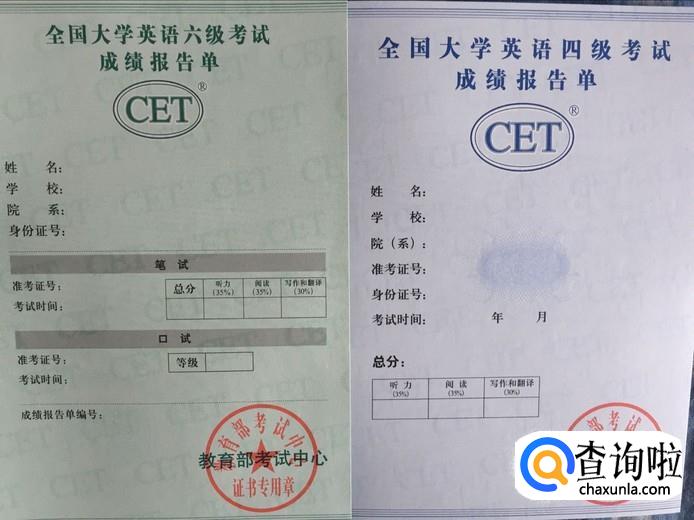 全国大学英语六级考试
成绩报告单
CET®
姓 名：
学 校：
院 系：
身份证号：
笔 试
准考证号：
考试时间：
总分 听力（35%） 阅读（35%） 写作和翻译（30%）
口 试
准考证号：
考试时间：
等级
成绩报告单编号：
教育部考试中心
教育部考试中心
证书专用章
全国大学英语四级考试
成绩报告单
CET®
姓 名：
学 校：
院（系）：
准考证号：
身份证号：
考试时间： 年 月
总分：
听 力（35%） 阅 读（35%） 写作和翻译（30%）
查询啦
chaxunla.com